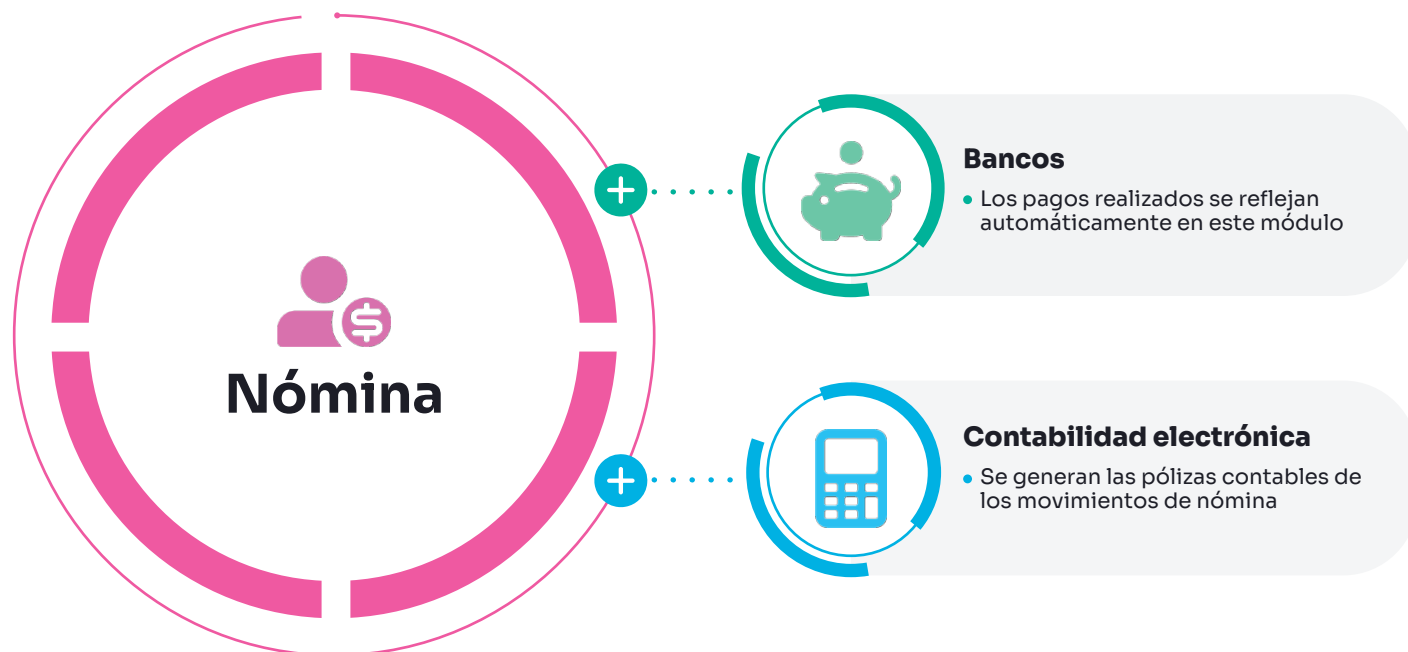 Nómina
Bancos
• Los pagos realizados se reflejan
automáticamente en este módulo
Contabilidad electrónica
• Se generan las pólizas contables de
los movimientos de nómina